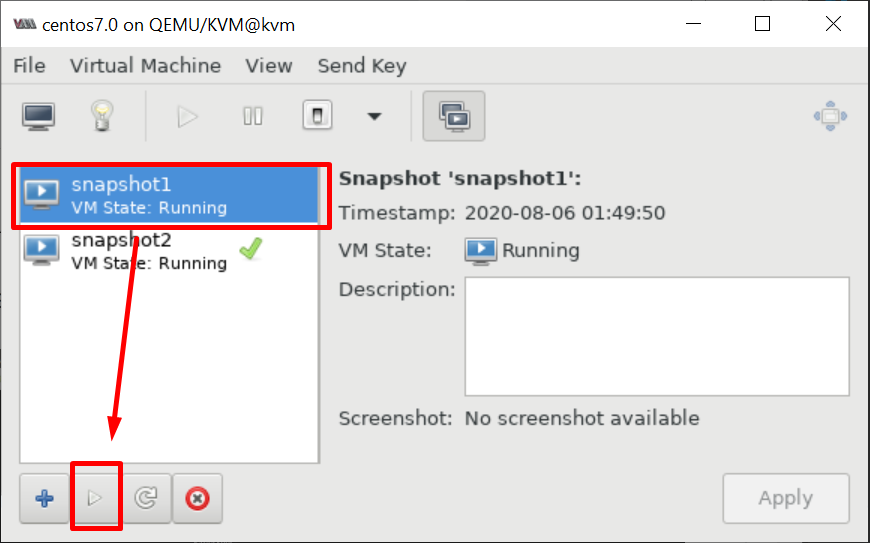 centos7.0 on QEMU/KVM@kvm
File Virtual Machine View Send Key
snapshot1
VM State: Running
snapshot2
VM State: Running
Snapshot 'snapshot1':
Timestamp: 2020-08-06 01:49:50
VM State: Running
Description:
Screenshot: No screenshot available
Apply